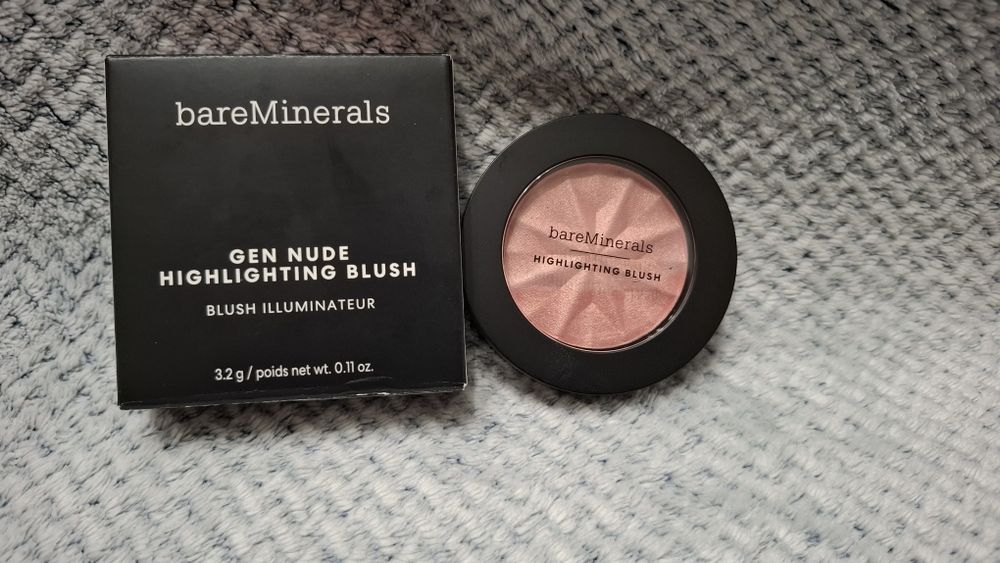 bareMinerals
GEN NUDE
HIGHLIGHTING BLUSH
BLUSH ILLUMINATEUR
3.2 g / poids net wt. 0.11 oz.
bareMinerals
HIGHLIGHTING BLUSH